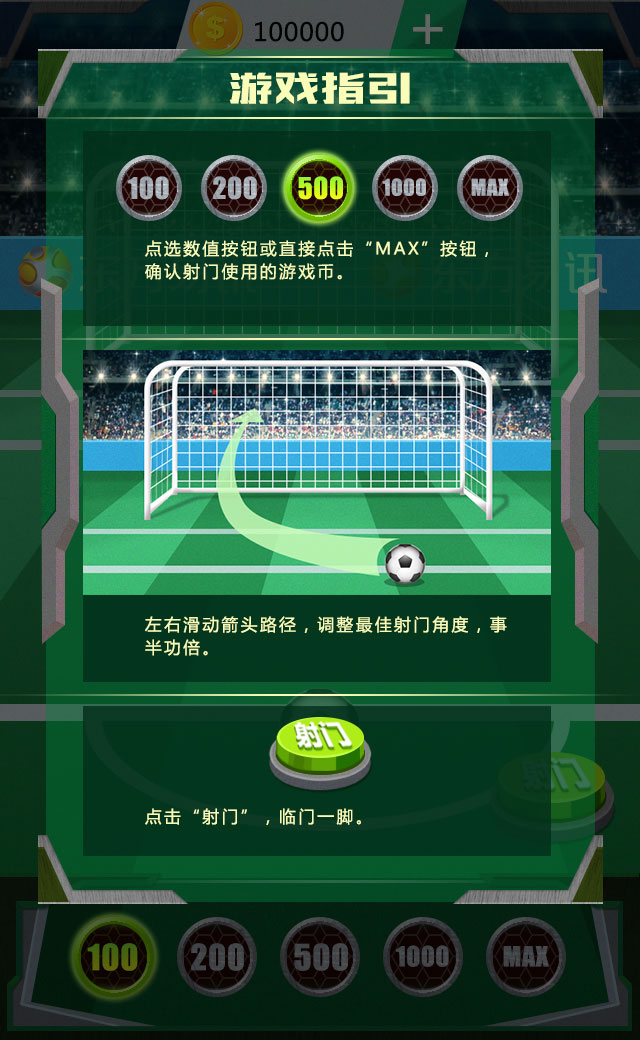 100000
游戏指引
100 200 500 1000 MAX
点选数值按钮或直接点击“MAX”按钮，
确认射门使用的游戏币。
讯
左右滑动箭头路径，调整最佳射门角度，事
半功倍。
射门
射门
点击“射门”，临门一脚。
100 200 500 1000 MAX